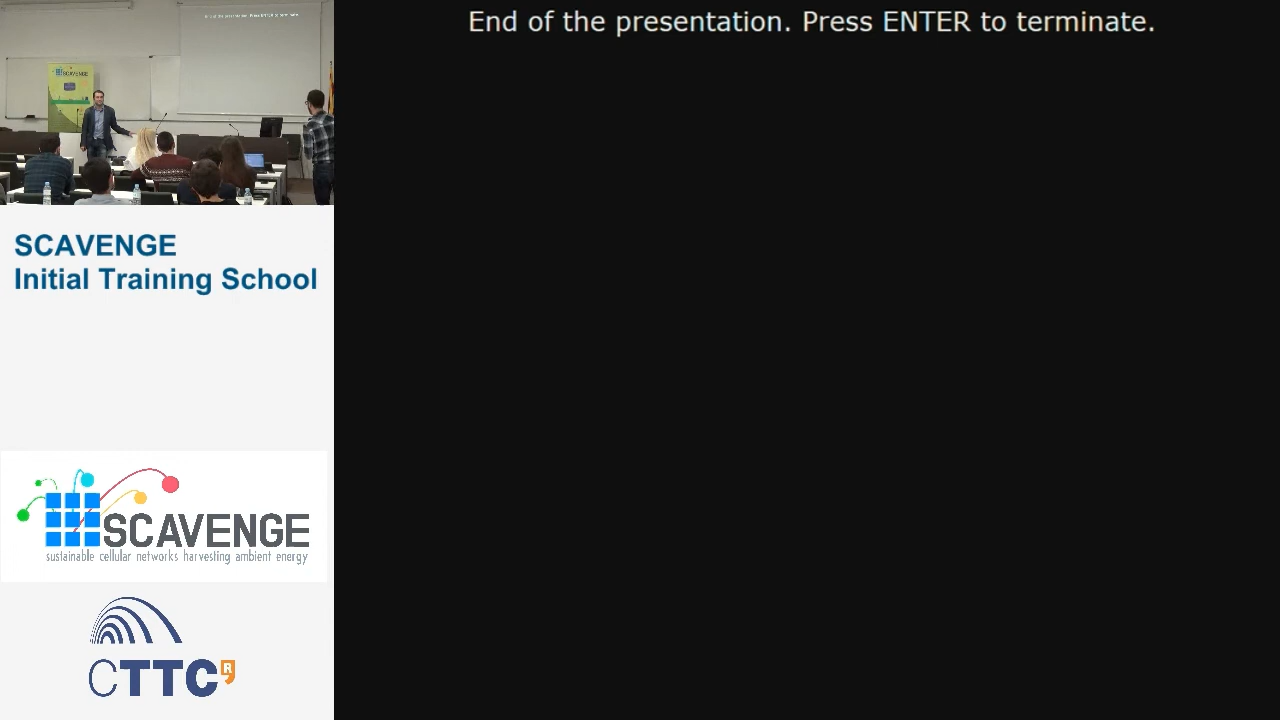 End of the presentation. Press ENTER to terminate.
SCAVENGE
SCAVENGE
Initial Training School
SCAVENGE
sustainable cellular networks harvesting ambient energy
CTTC R